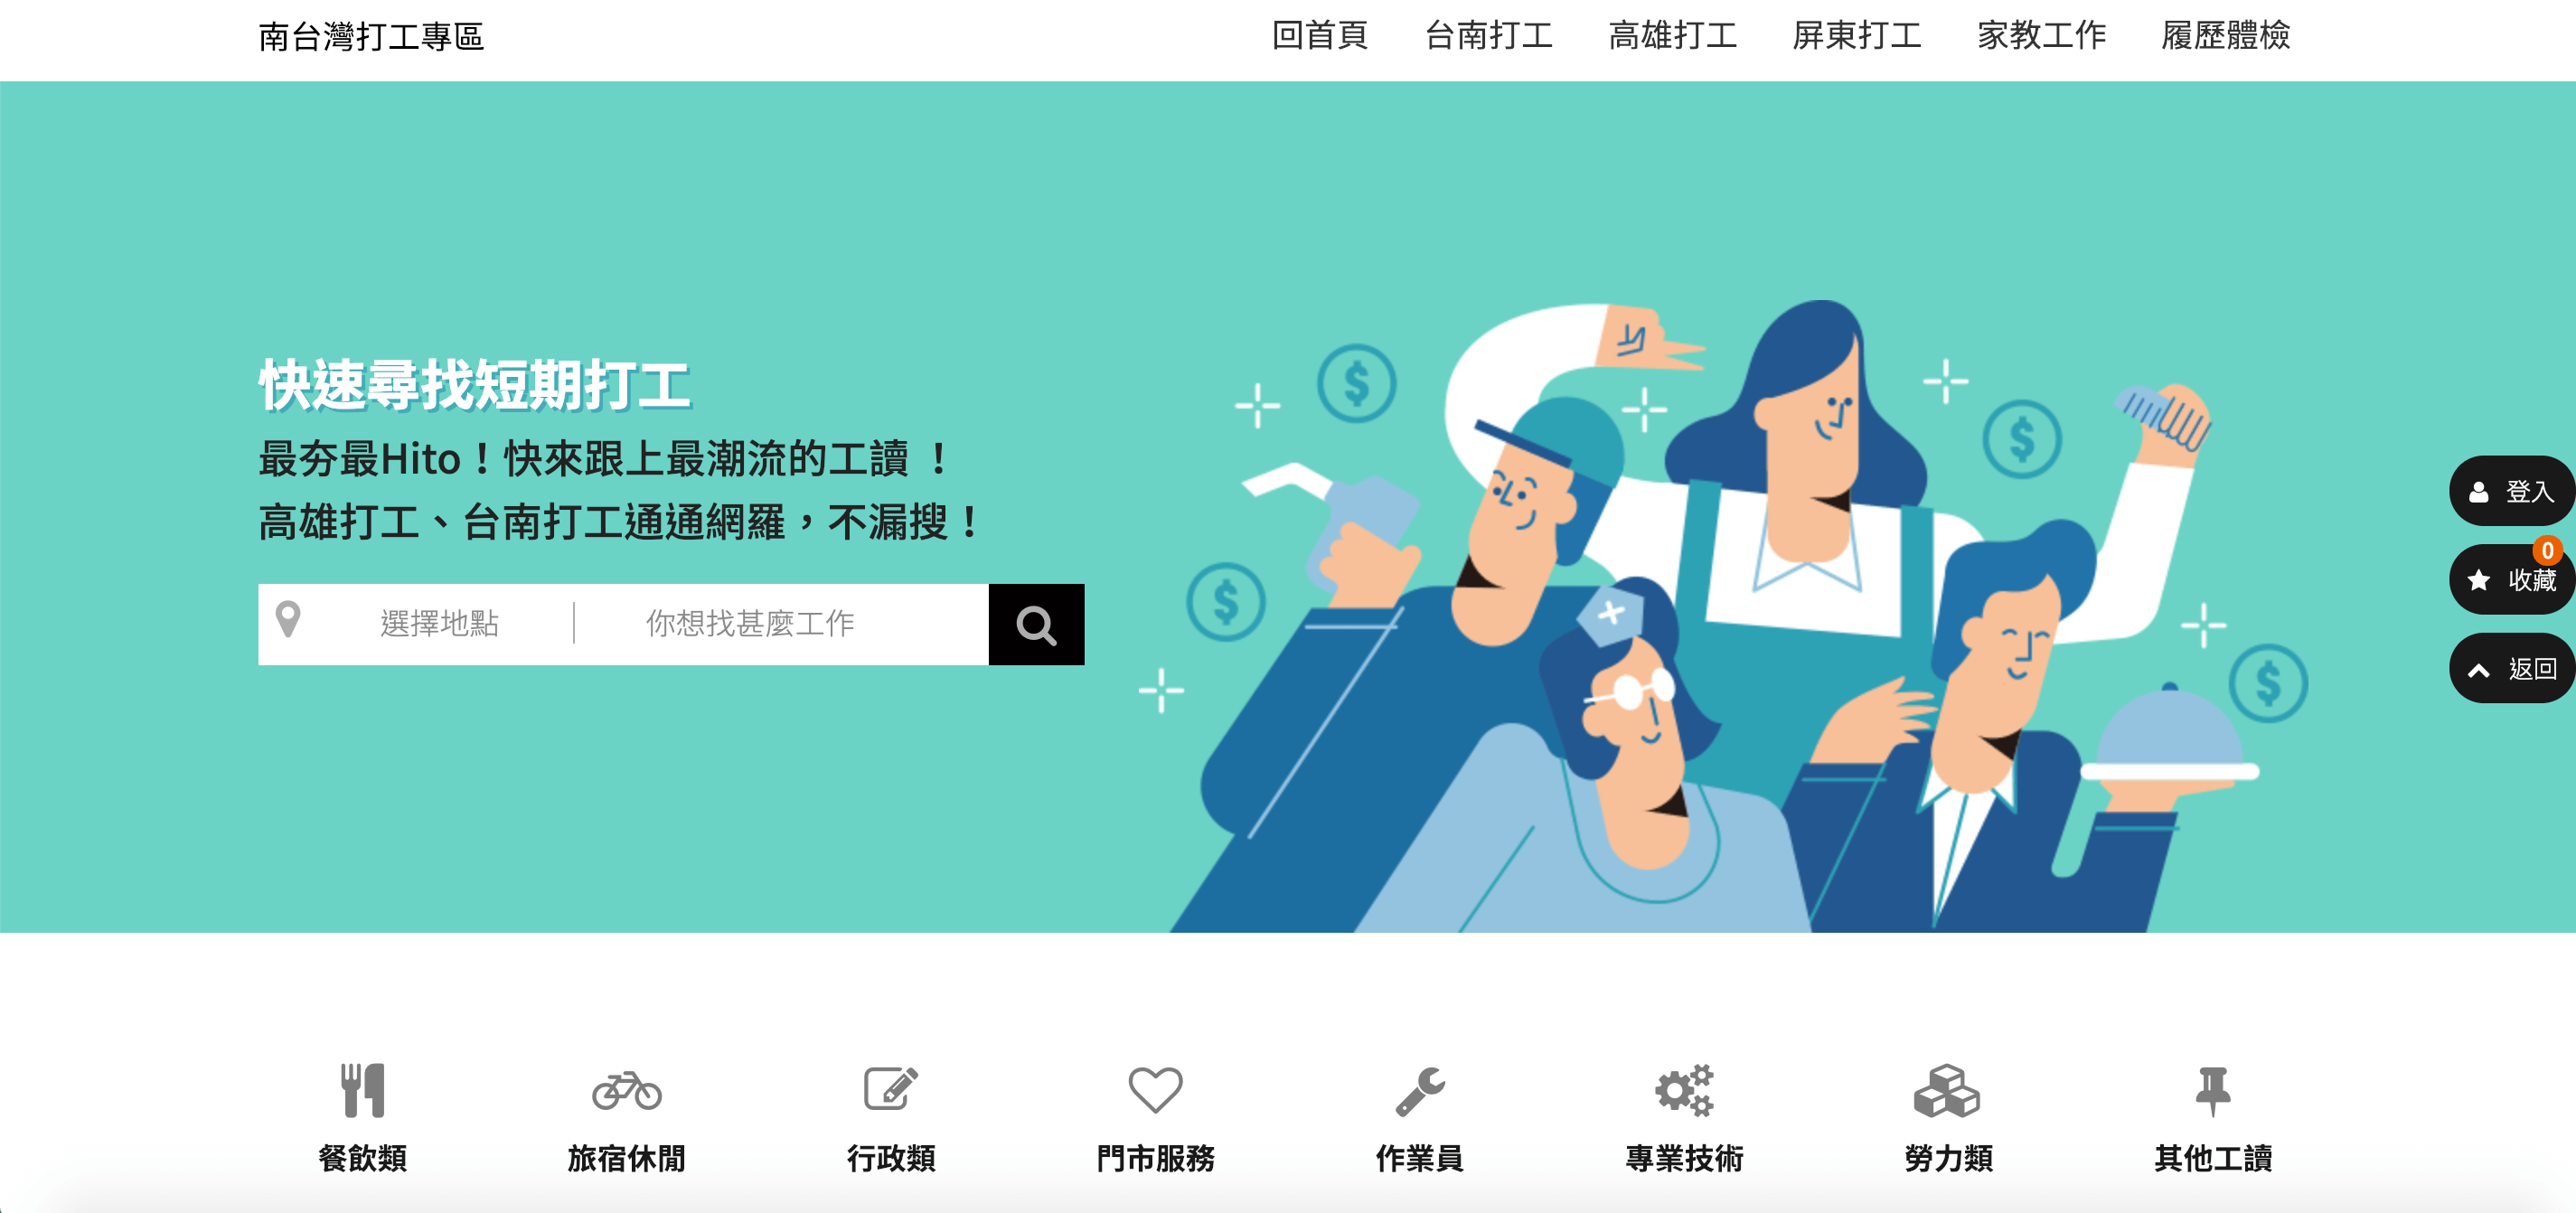 南台灣打工專區
回首頁 台南打工 高雄打工 屏東打工 家教工作 履歷體檢
快速尋找短期打工
最夯最Hito！快來跟上最潮流的工讀 ！
高雄打工、台南打工通通網羅，不漏搜！
選擇地點 你想找甚麼工作
登入
0
收藏
返回
餐飲類 旅宿休閒 行政類 門市服務 作業員 專業技術 勞力類 其他工讀